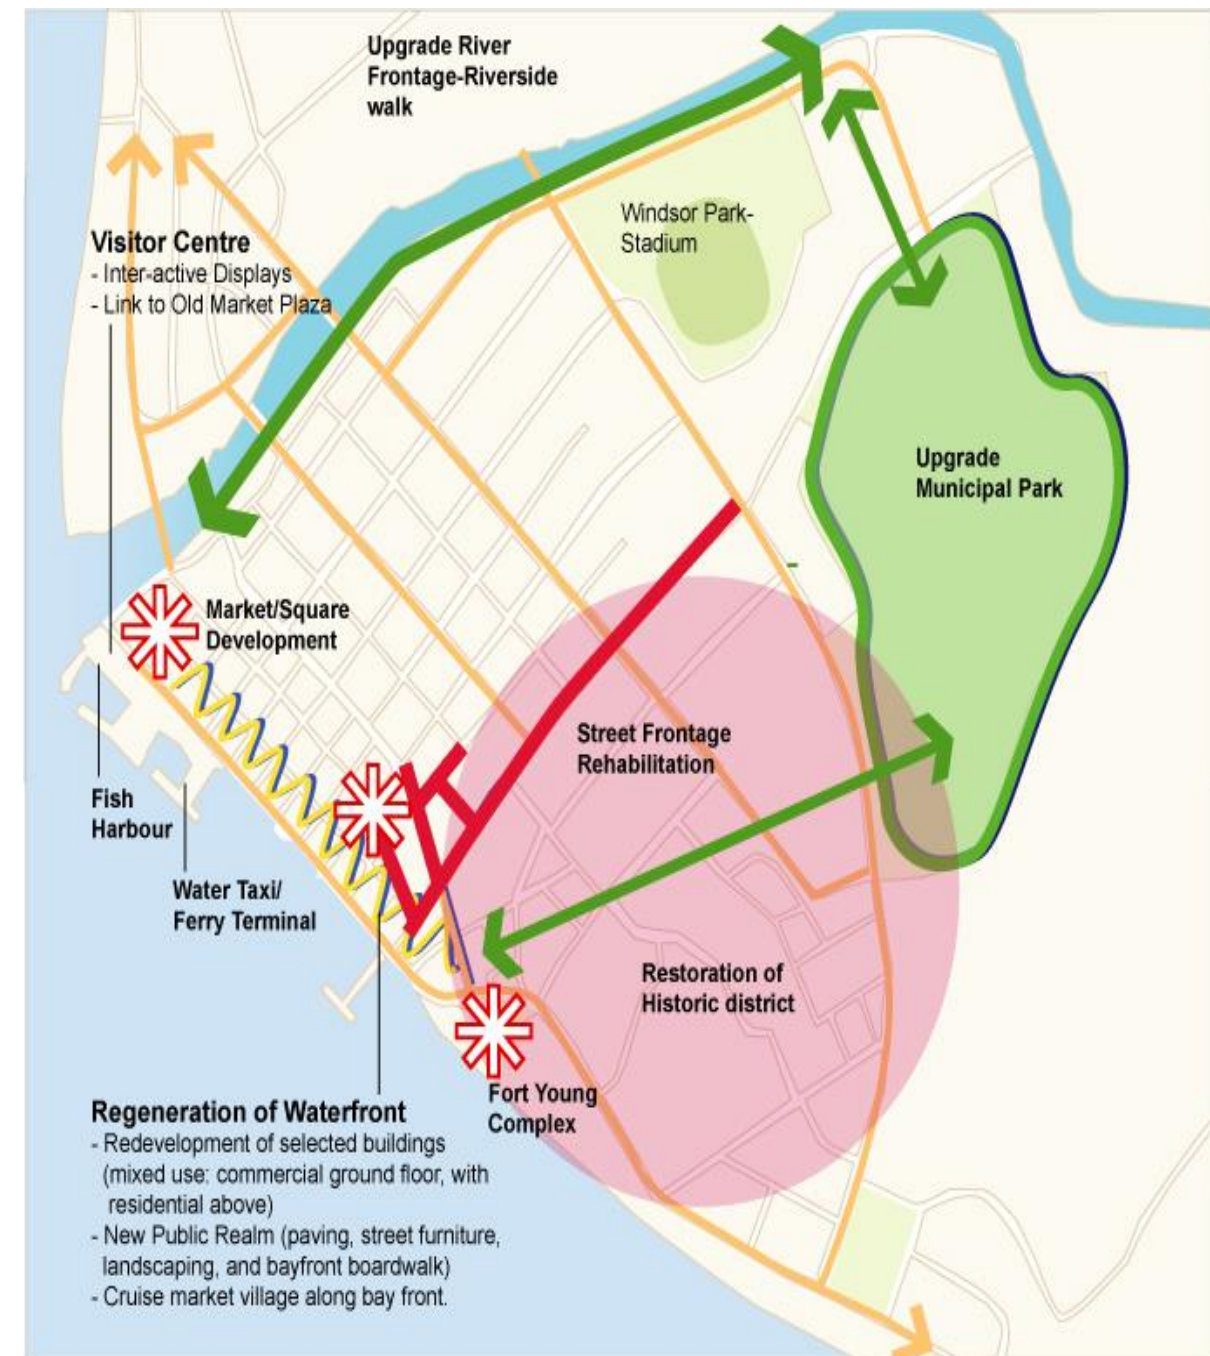 Upgrade River
Frontage-Riverside
walk
Windsor Park-
Stadium
Visitor Centre
- Inter-active Displays
- Link to Old Market Plaza
Upgrade
Municipal Park
Market/Square
Development
Street Frontage
Rehabilitation
Fish
Harbour
Water Taxi/
Ferry Terminal
Restoration of
Historic district
Fort Young
Complex
Regeneration of Waterfront
- Redevelopment of selected buildings
(mixed use: commercial ground floor, with
residential above)
- New Public Realm (paving, street furniture,
landscaping, and bayfront boardwalk)
- Cruise market village along bay front.